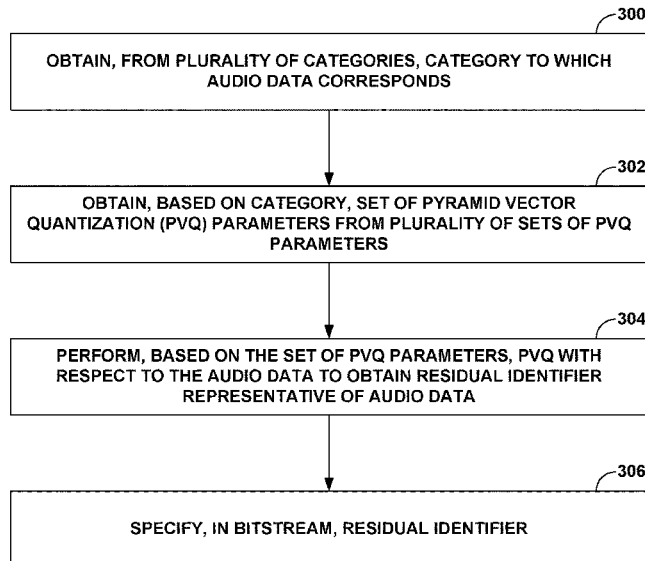 300
OBTAIN, FROM PLURALITY OF CATEGORIES, CATEGORY TO WHICH
AUDIO DATA CORRESPONDS
302
OBTAIN, BASED ON CATEGORY, SET OF PYRAMID VECTOR
QUANTIZATION (PVQ) PARAMETERS FROM PLURALITY OF SETS OF PVQ
PARAMETERS
304
PERFORM, BASED ON THE SET OF PVQ PARAMETERS, PVQ WITH
RESPECT TO THE AUDIO DATA TO OBTAIN RESIDUAL IDENTIFIER
REPRESENTATIVE OF AUDIO DATA
306
SPECIFY, IN BITSTREAM, RESIDUAL IDENTIFIER